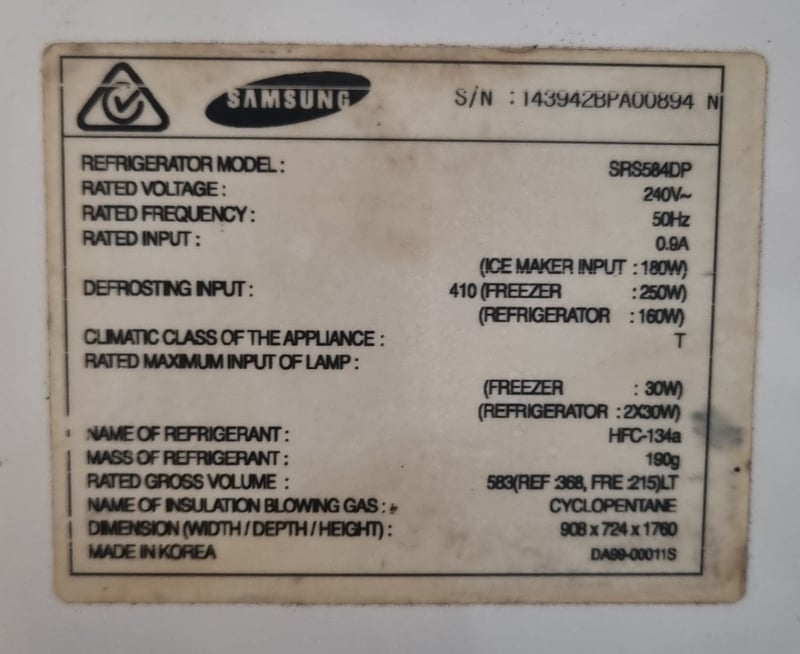 SAMSUNG S/N : 143942BPA00894 N
REFRIGERATOR MODEL : SRS584DP
RATED VOLTAGE : 240V~
RATED FREQUENCY : 50Hz
RATED INPUT : 0.9A
(ICE MAKER INPUT : 180W)
DEFROSTING INPUT : 410 (FREEZER : 250W)
(REFRIGERATOR : 160W)
CLIMATIC CLASS OF THE APPLIANCE : T
RATED MAXIMUM INPUT OF LAMP :
(FREEZER : 30W)
(REFRIGERATOR : 2X30W)
NAME OF REFRIGERANT : HFC-134a
MASS OF REFRIGERANT : 190g
RATED GROSS VOLUME : 583(REF :368, FRE :215)LT
NAME OF INSULATION BLOWING GAS : CYCLOPENTANE
DIMENSION (WIDTH / DEPTH / HEIGHT) : 908 x 724 x 1760
MADE IN KOREA DA99-00011S